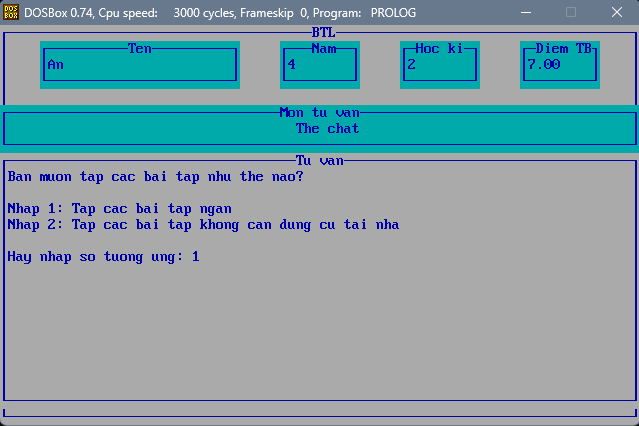 DOSBox 0.74, Cpu speed: 3000 cycles, Frameskip 0, Program: PROLOG
BTL
Ten Nam Hoc ki Diem TB
An 4 2 7.00
Mon tu van
The chat
Tu van
Ban muon tap cac bai tap nhu the nao?
Nhap 1: Tap cac bai tap ngan
Nhap 2: Tap cac bai tap khong can dung cu tai nha
Hay nhap so tuong ung: 1